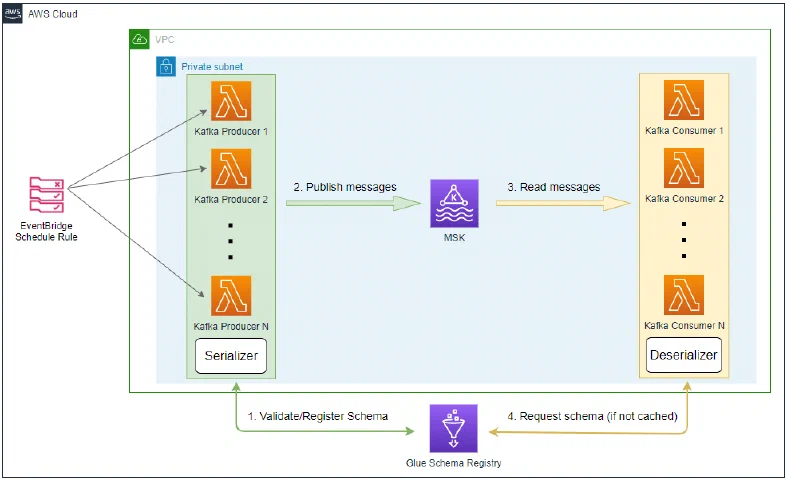 aws
AWS Cloud
VPC
Private subnet
Kafka Producer 1
Kafka Consumer 1
2. Publish messages
3. Read messages
Kafka Producer 2
Kafka Consumer 2
EventBridge
Schedule Rule
K
MSK
Kafka Producer N
Kafka Consumer N
Serializer
Deserializer
1. Validate/Register Schema
4. Request schema (if not cached)
Glue Schema Registry